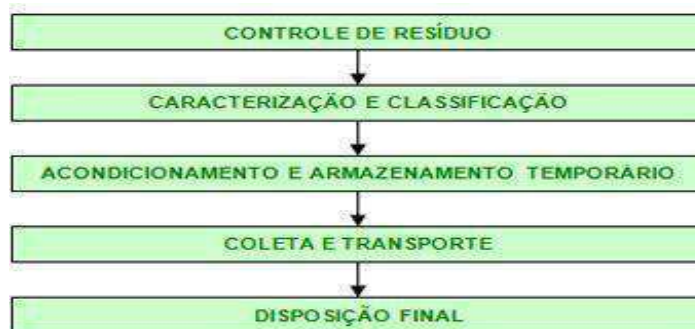 CONTROLE DE RESÍDUO
CARACTERIZAÇÃO E CLASSIFICAÇÃO
ACONDICIONAMENTO E ARMAZENAMENTO TEMPORÁRIO
COLETA E TRANSPORTE
DISPOSIÇÃO FINAL